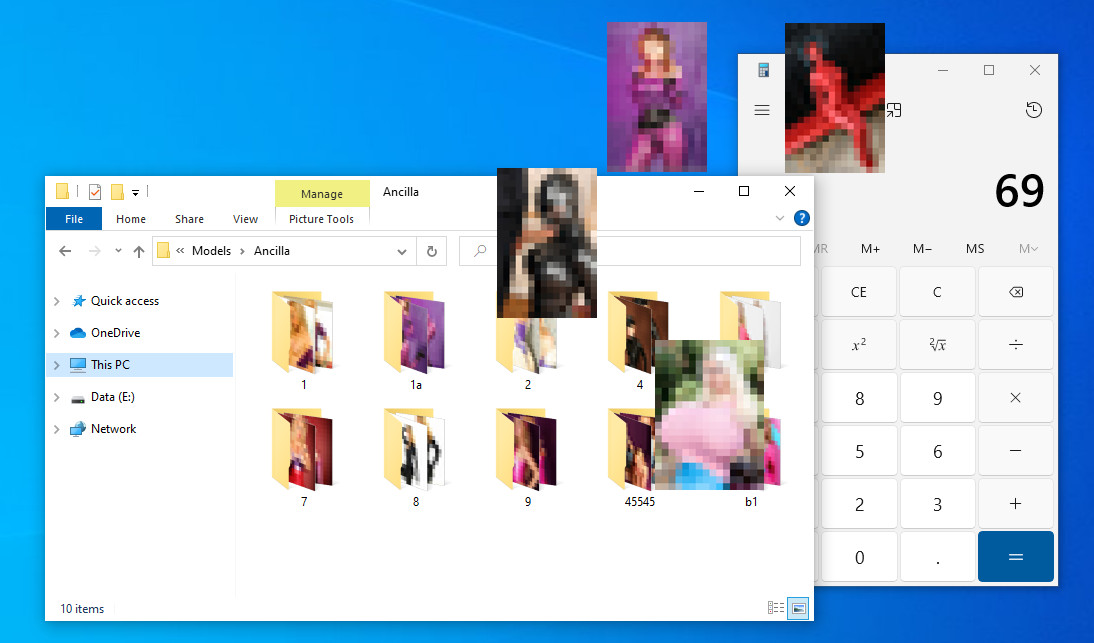 69
MR M+ M− MS M˅
CE C
x² ²√x ÷
8 9 ×
5 6 −
2 3 +
0 . =
Manage Ancilla
File Home Share View Picture Tools
« Models › Ancilla
Quick access
OneDrive
This PC
Data (E:)
Network
1 1a 2 4
7 8 9 45545 b1
10 items